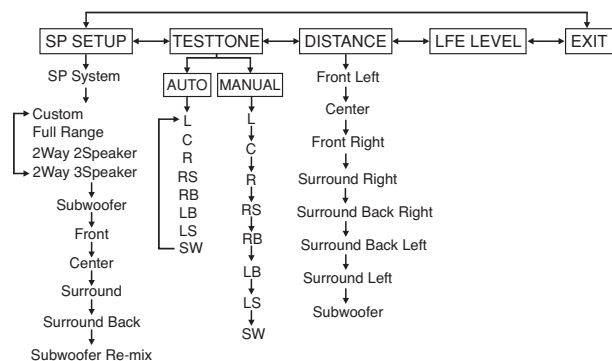 SP SETUP
TESTTONE
DISTANCE
LFE LEVEL
EXIT
SP System
Custom
Full Range
2Way 2Speaker
2Way 3Speaker
Subwoofer
Front
Center
Surround
Surround Back
Subwoofer Re-mix
AUTO
L
C
R
RS
RB
LB
LS
SW
MANUAL
L
C
R
RS
RB
LB
LS
SW
Front Left
Center
Front Right
Surround Right
Surround Back Right
Surround Back Left
Surround Left
Subwoofer